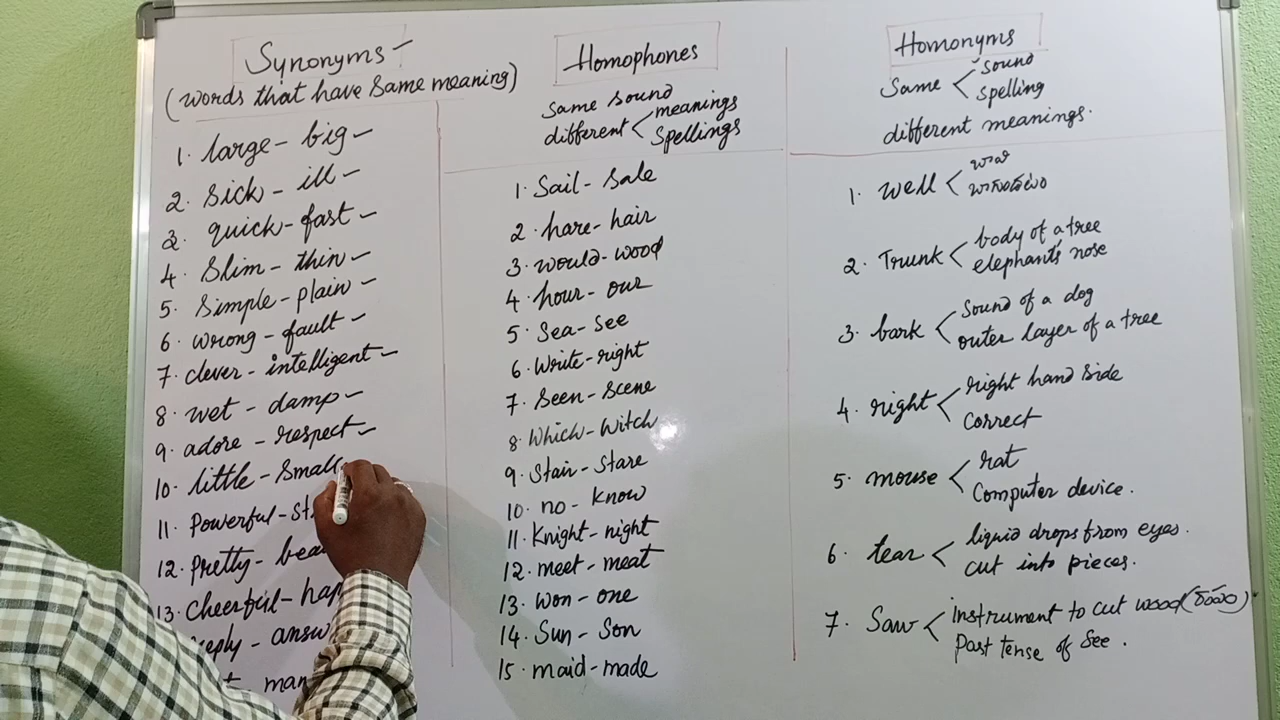 Synonyms -
(words that have same meaning)
1. large - big -
2. Sick - ill -
3. quick - fast -
4. Slim - thin -
5. Simple - plain -
6. wrong - fault -
7. clever - intelligent -
8. wet - damp -
9. adore - respect -
10. little - small
11. Powerful - st
12. Pretty - bea
13. Cheerful - hap
eply - answ
man
Homophones
same sound
different < meanings
Spellings
1. Sail - Sale
2. hare - hair
3. would - wood
4. hour - our
5. Sea - See
6. Write - right
7. Seen - Scene
8. Which - Witch
9. Stair - Stare
10. no - Know
11. Knight - night
12. meet - meat
13. won - one
14. Sun - Son
15. maid - made
Homonyms
Same < sound
spelling
different meanings.
1. well <
2. Trunk < body of a tree
elephant's nose
3. bark < sound of a dog
outer layer of a tree
4. right < right hand side
correct
5. mouse < rat
Computer device.
6. tear < liquid drops from eyes.
cut into pieces.
7. Saw < instrument to cut wood
Past tense of See.